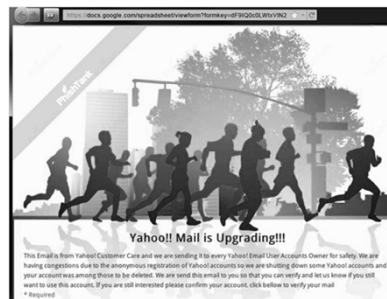 https://docs.google.com/spreadsheet/viewform?formkey=
PhishTank
Yahoo!! Mail is Upgrading!!!
This Email is from Yahoo! Customer Care and we are sending it to every Yahoo! Email User Accounts Owner for safety. We are
having congestions due to the anonymous registration of Yahoo! accounts so we are shutting down some Yahoo! accounts and
your account was among those to be deleted. We are send this email to you so that you can verify and let us know if you still
want to use this account. If you are still interested please confirm your account. click bellow to verify your mail
* Required